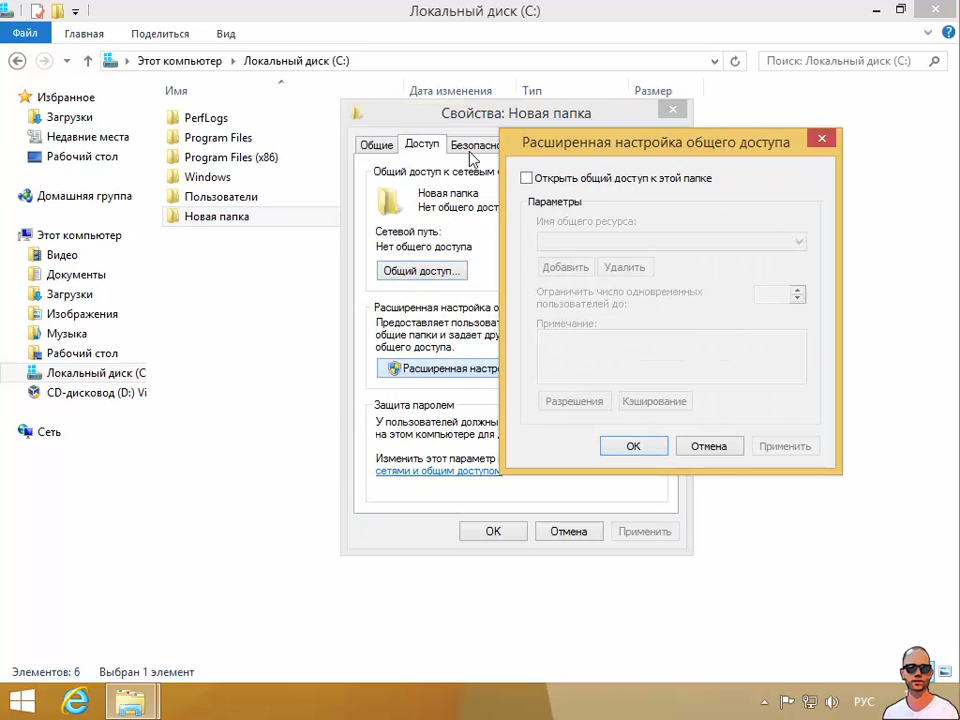 Локальный диск (C:)
Файл Главная Поделиться Вид
Этот компьютер Локальный диск (C:)
Поиск: Локальный диск (C:)
Избранное
Загрузки
Недавние места
Рабочий стол
Домашняя группа
Этот компьютер
Видео
Документы
Загрузки
Изображения
Музыка
Рабочий стол
Локальный диск (C
CD-дисковод (D:) Vi
Сеть
Имя Дата изменения Тип Размер
PerfLogs
Program Files
Program Files (x86)
Windows
Пользователи
Новая папка
Свойства: Новая папка
Общие Доступ Безопасно
Общий доступ к сетевым
Новая папка
Нет общего дост
Сетевой путь:
Нет общего доступа
Общий доступ...
Расширенная настройка о
Предоставляет пользова
общие папки и задает дру
общего доступа.
Расширенная настро
Защита паролем
У пользователей должны
на этом компьютере для
Изменить этот параметр
сетями и общим доступом
OK Отмена Применить
Расширенная настройка общего доступа
Открыть общий доступ к этой папке
Параметры
Имя общего ресурса:
Добавить Удалить
Ограничить число одновременных
пользователей до:
Примечание:
Разрешения Кэширование
OK Отмена Применить
Элементов: 6 Выбран 1 элемент
РУС